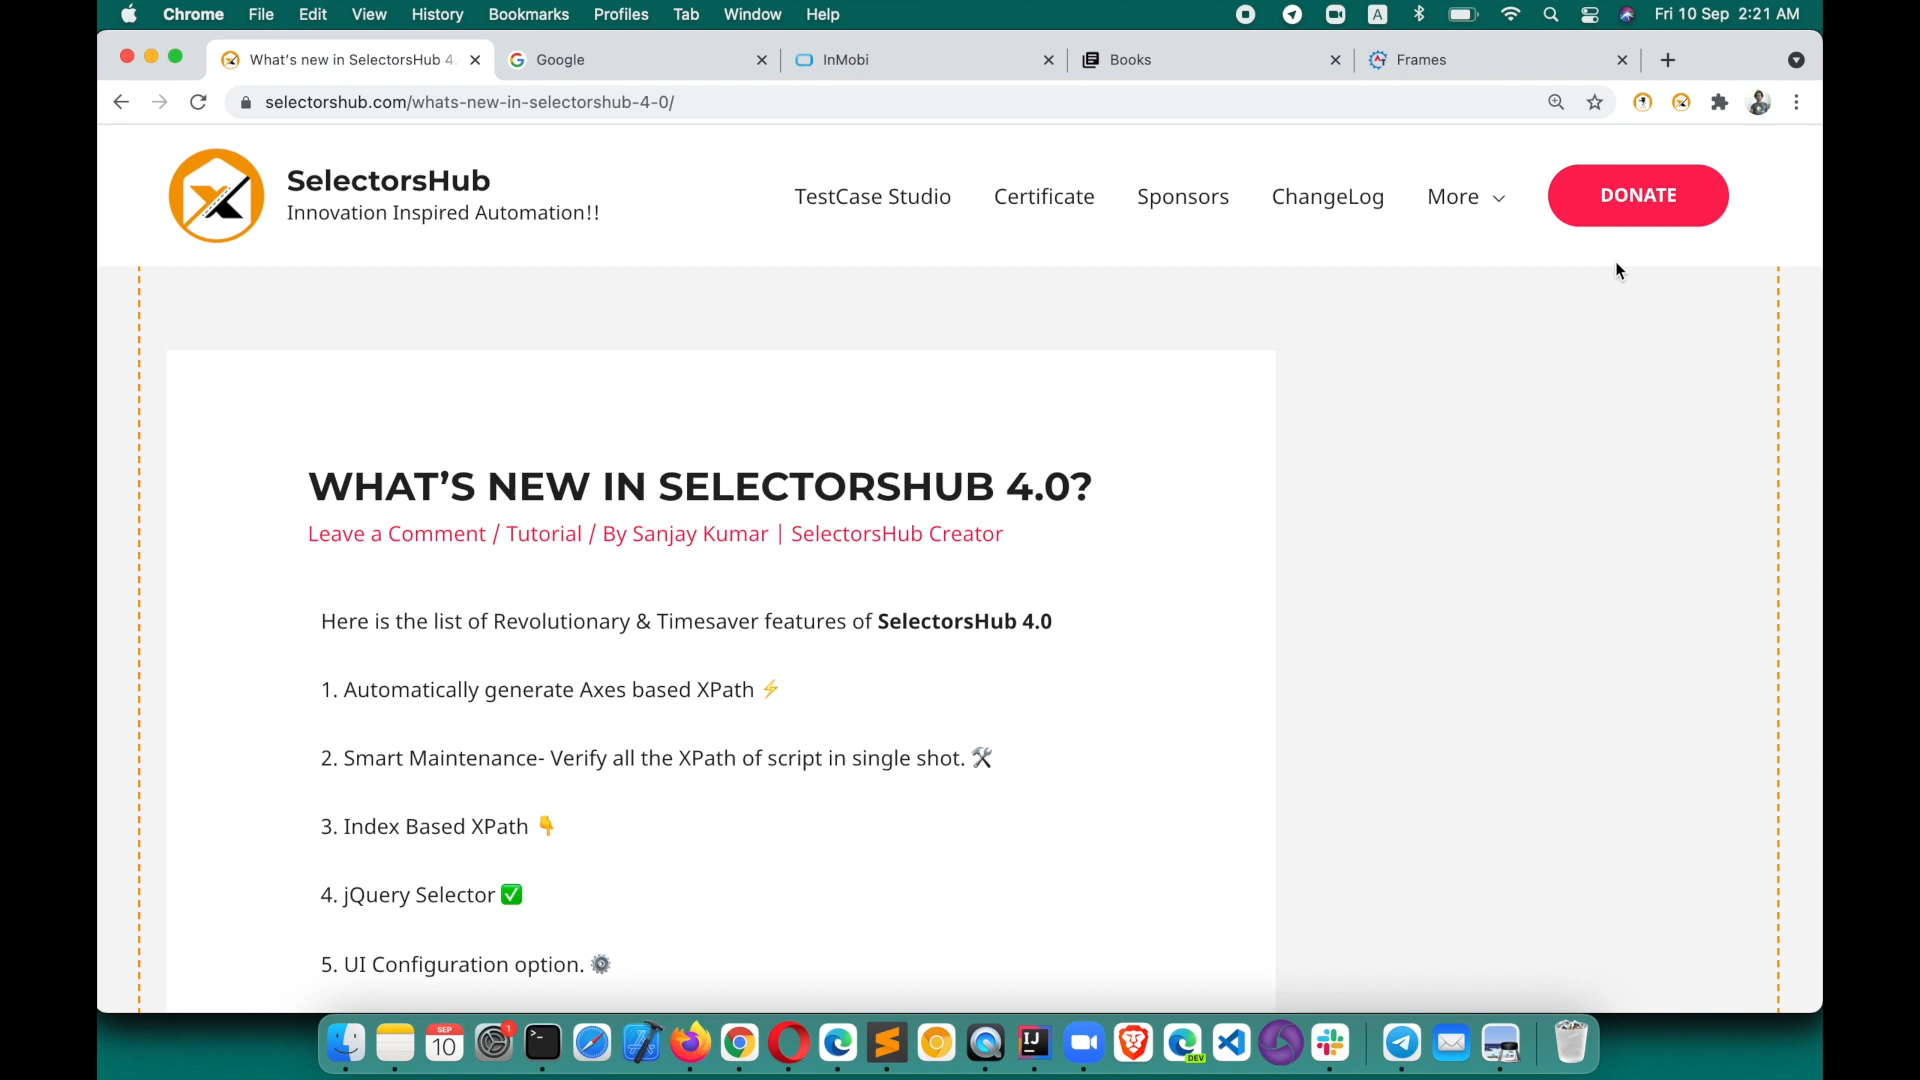 Chrome File Edit View History Bookmarks Profiles Tab Window Help A Fri 10 Sep 2:21 AM
What's new in SelectorsHub 4 Google InMobi Books Frames
selectorshub.com/whats-new-in-selectorshub-4-0/
SelectorsHub
Innovation Inspired Automation!!
TestCase Studio Certificate Sponsors ChangeLog More DONATE
WHAT'S NEW IN SELECTORSHUB 4.0?
Leave a Comment / Tutorial / By Sanjay Kumar | SelectorsHub Creator
Here is the list of Revolutionary & Timesaver features of SelectorsHub 4.0
1. Automatically generate Axes based XPath ⚡
2. Smart Maintenance- Verify all the XPath of script in single shot. 🛠
3. Index Based XPath 👇
4. jQuery Selector ✅
5. UI Configuration option. ⚙
SEP
10
1
>_
IJ
DEV